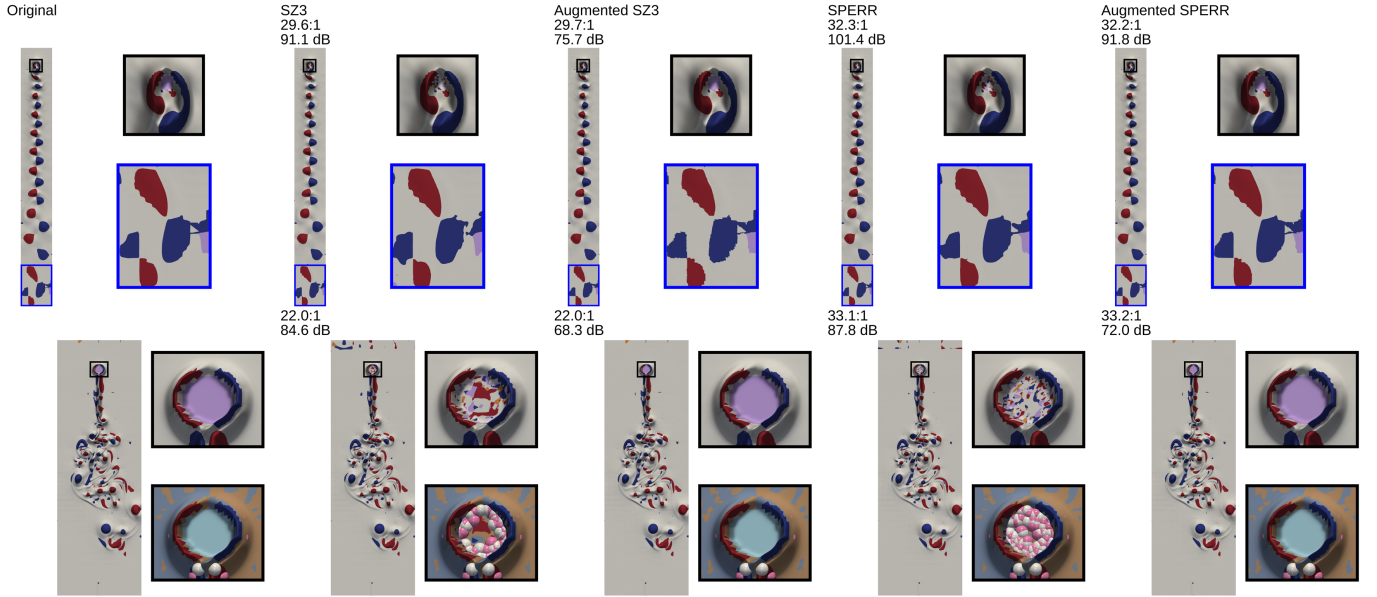 Original
SZ3
29.6:1
91.1 dB
Augmented SZ3
29.7:1
75.7 dB
SPERR
32.3:1
101.4 dB
Augmented SPERR
32.2:1
91.8 dB
22.0:1
84.6 dB
22.0:1
68.3 dB
33.1:1
87.8 dB
33.2:1
72.0 dB